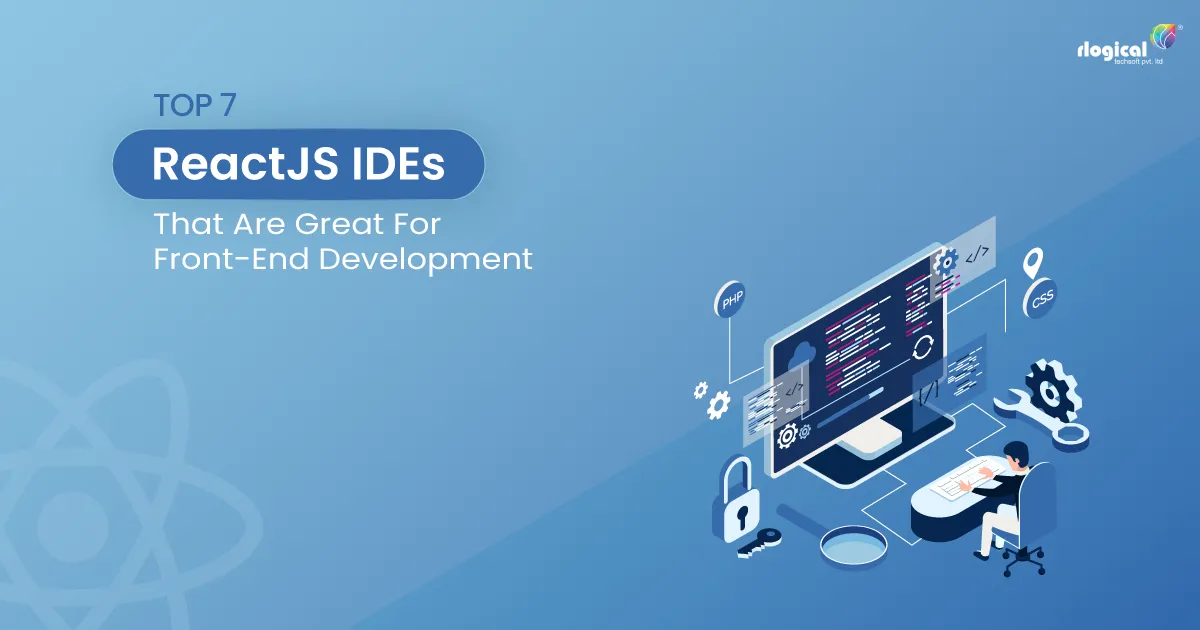 rlogical
techsoft pvt. ltd
TOP 7
ReactJS IDEs
That Are Great For
Front-End Development
</>
PHP
CSS
</>
{/}